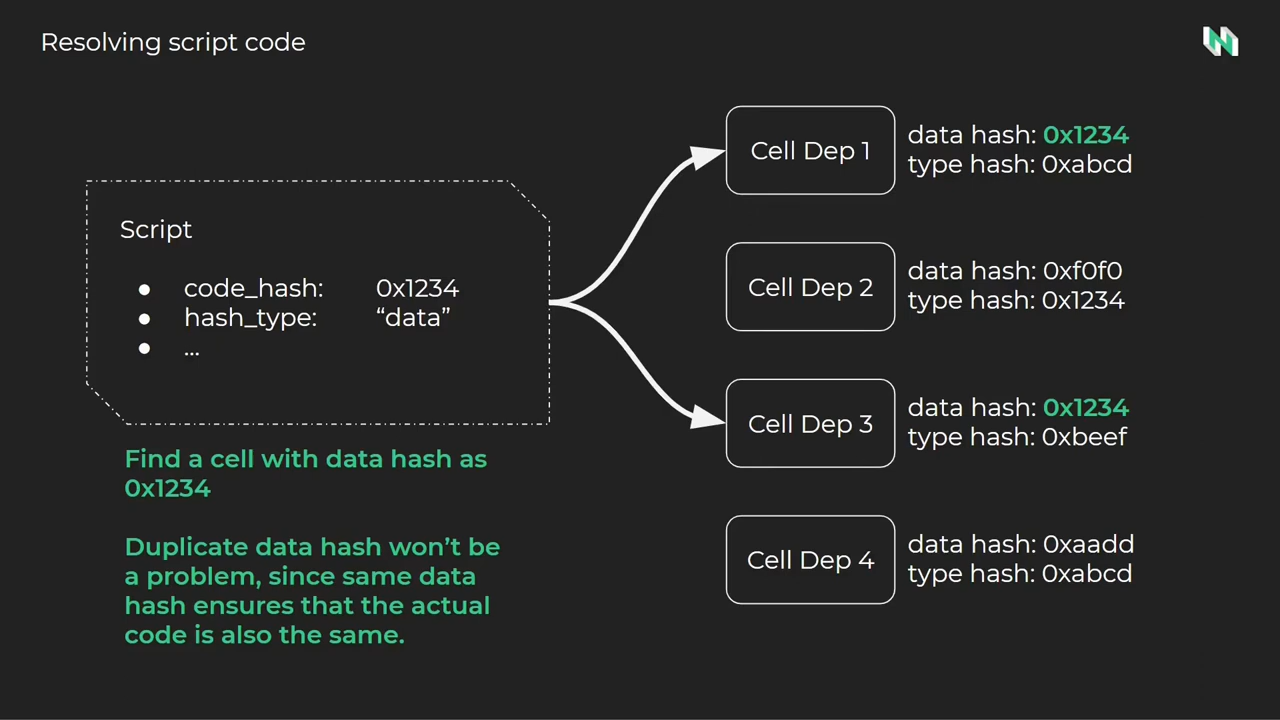 Resolving script code
Script
● code_hash: 0x1234
● hash_type: “data”
● ...
Find a cell with data hash as
0x1234
Duplicate data hash won’t be
a problem, since same data
hash ensures that the actual
code is also the same.
Cell Dep 1
data hash: 0x1234
type hash: 0xabcd
Cell Dep 2
data hash: 0xf0f0
type hash: 0x1234
Cell Dep 3
data hash: 0x1234
type hash: 0xbeef
Cell Dep 4
data hash: 0xaadd
type hash: 0xabcd